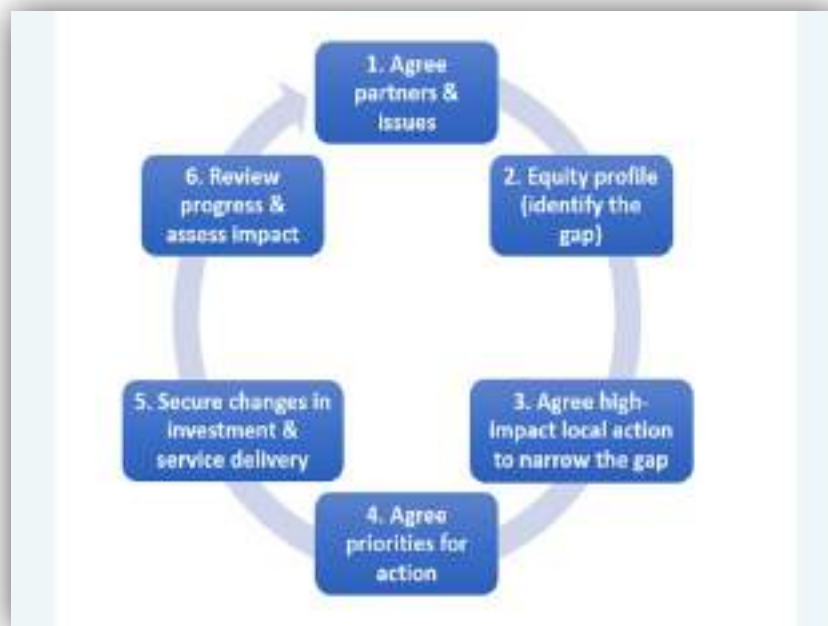 1. Agree
partners &
issues
2. Equity profile
(identify the
gap)
3. Agree high-
impact local action
to narrow the gap
4. Agree
priorities for
action
5. Secure changes in
investment &
service delivery
6. Review
progress &
assess impact